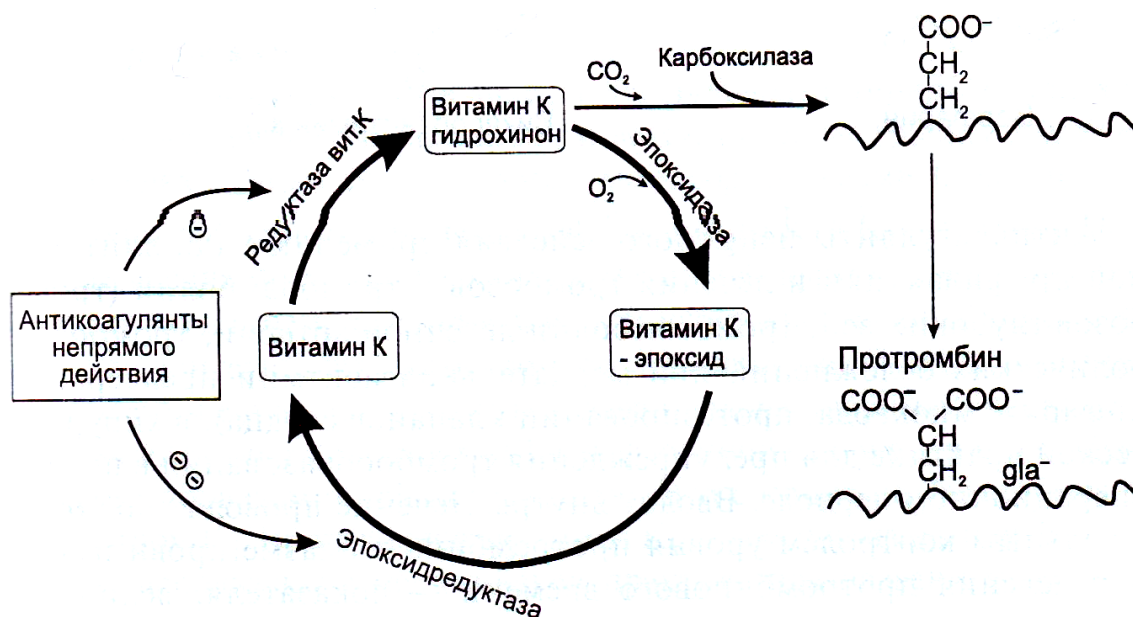 COO⁻
CH₂
CH₂
CO₂
Карбоксилаза
Витамин К
гидрохинон
Редуктаза вит.К
Эпоксидаза
O₂
Антикоагулянты
непрямого
действия
Витамин К
Витамин К
- эпоксид
Эпоксидредуктаза
Протромбин
COO⁻ COO⁻
CH
CH₂ gla⁻